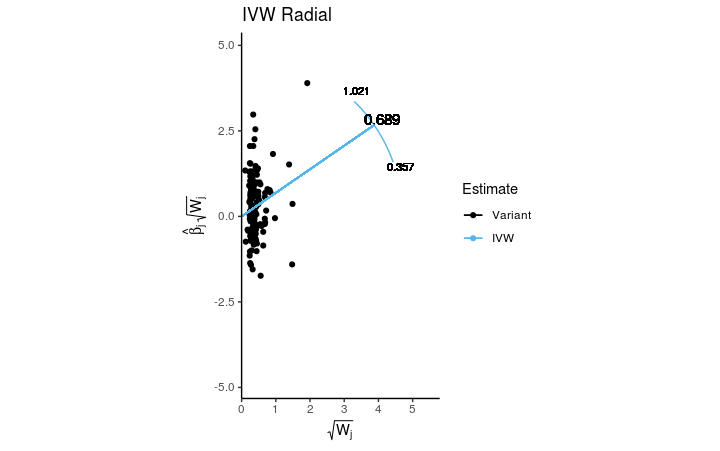 IVW Radial
5.0
2.5
0.0
-2.5
-5.0
β̂j√Wj
1.021
0.689
0.357
0 1 2 3 4 5
√Wj
Estimate
Variant
IVW